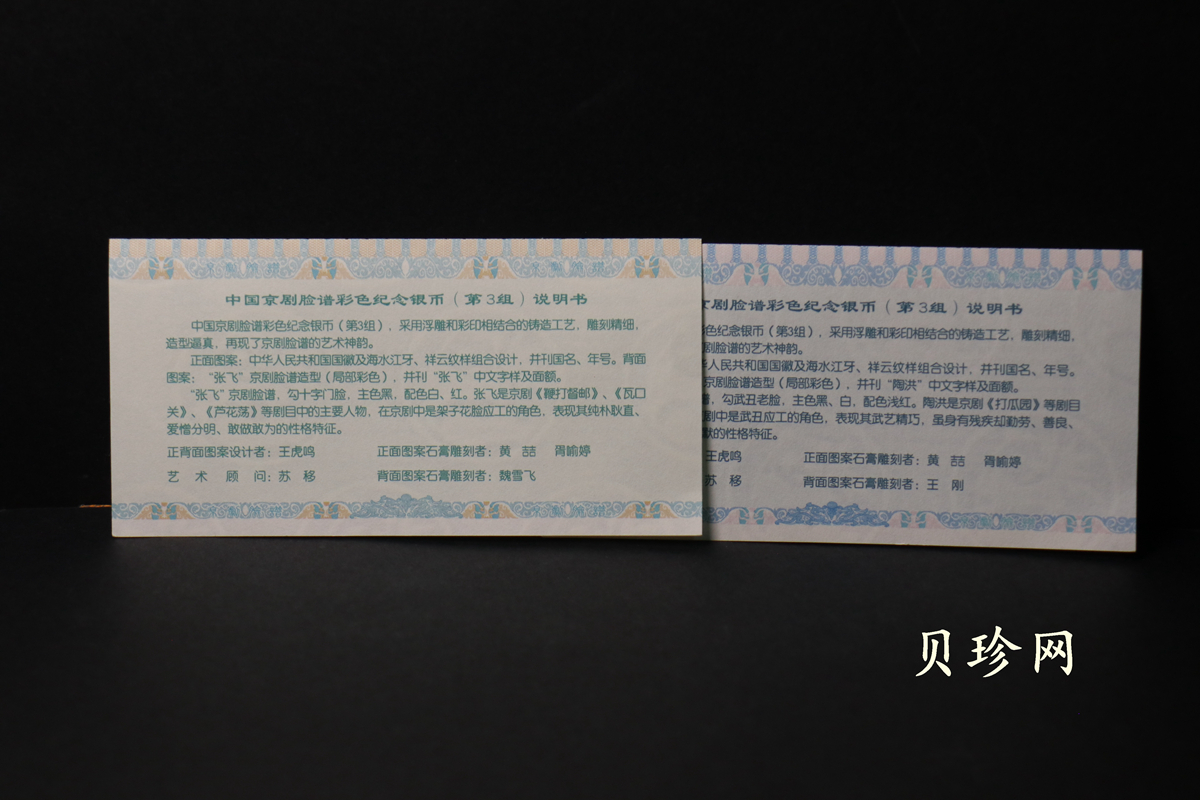 中国京剧脸谱彩色纪念银币（第3组）说明书
中国京剧脸谱彩色纪念银币（第3组），采用浮雕和彩印相结合的铸造工艺，雕刻精细，
造型逼真，再现了京剧脸谱的艺术神韵。
正面图案：中华人民共和国国徽及海水江牙、祥云纹样组合设计，并刊国名、年号。背面
图案：“张飞”京剧脸谱造型（局部彩色），并刊“张飞”中文字样及面额。
“张飞”京剧脸谱，勾十字门脸，主色黑，配色白、红。张飞是京剧《鞭打督邮》、《瓦口
关》、《芦花荡》等剧目中的主要人物，在京剧中是架子花脸应工的角色，表现其纯朴耿直、
爱憎分明、敢做敢为的性格特征。
正背面图案设计者：王虎鸣 正面图案石膏雕刻者：黄 喆 胥喻婷
艺术顾问：苏 移 背面图案石膏雕刻者：魏雪飞
京剧脸谱彩色纪念银币（第3组）说明书
色纪念银币（第3组），采用浮雕和彩印相结合的铸造工艺，雕刻精细，
剧脸谱的艺术神韵。
华人民共和国国徽及海水江牙、祥云纹样组合设计，并刊国名、年号。
京剧脸谱造型（局部彩色），并刊“陶洪”中文字样及面额。
，勾武丑老脸，主色黑、白，配色浅红。陶洪是京剧《打瓜园》等剧目
剧中是武丑应工的角色，表现其武艺精巧，虽身有残疾却勤劳、善良、
默的性格特征。
王虎鸣 正面图案石膏雕刻者：黄 喆 胥喻婷
苏 移 背面图案石膏雕刻者：王 刚
贝珍网